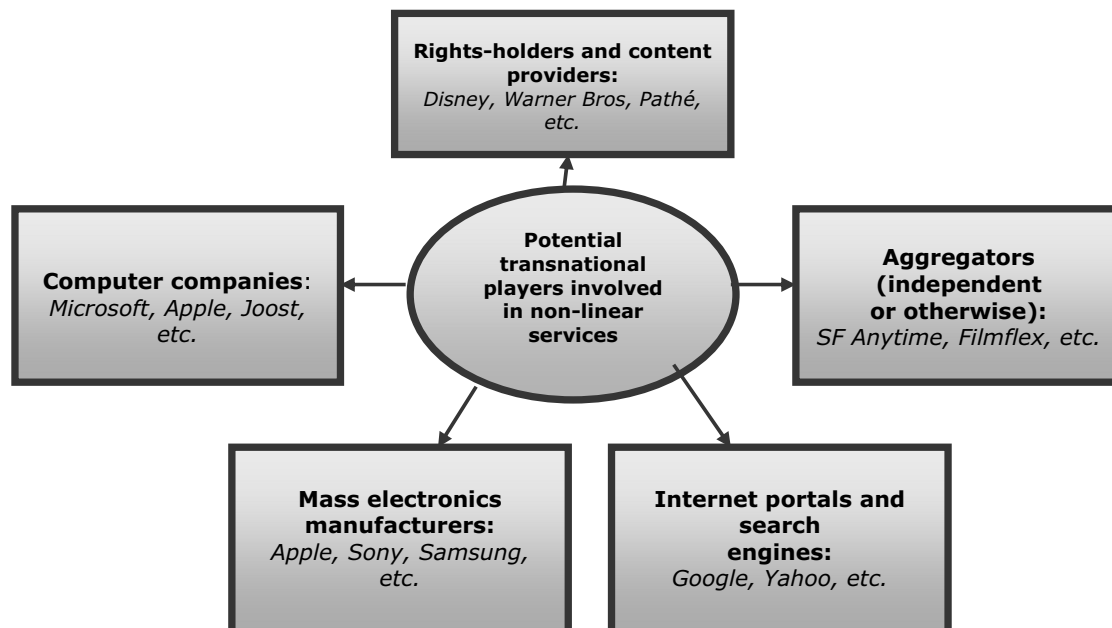 Rights-holders and content
providers:
Disney, Warner Bros, Pathé,
etc.
Potential
transnational
players involved
in non-linear
services
Computer companies:
Microsoft, Apple, Joost,
etc.
Aggregators
(independent
or otherwise):
SF Anytime, Filmflex, etc.
Mass electronics
manufacturers:
Apple, Sony, Samsung,
etc.
Internet portals and
search
engines:
Google, Yahoo, etc.